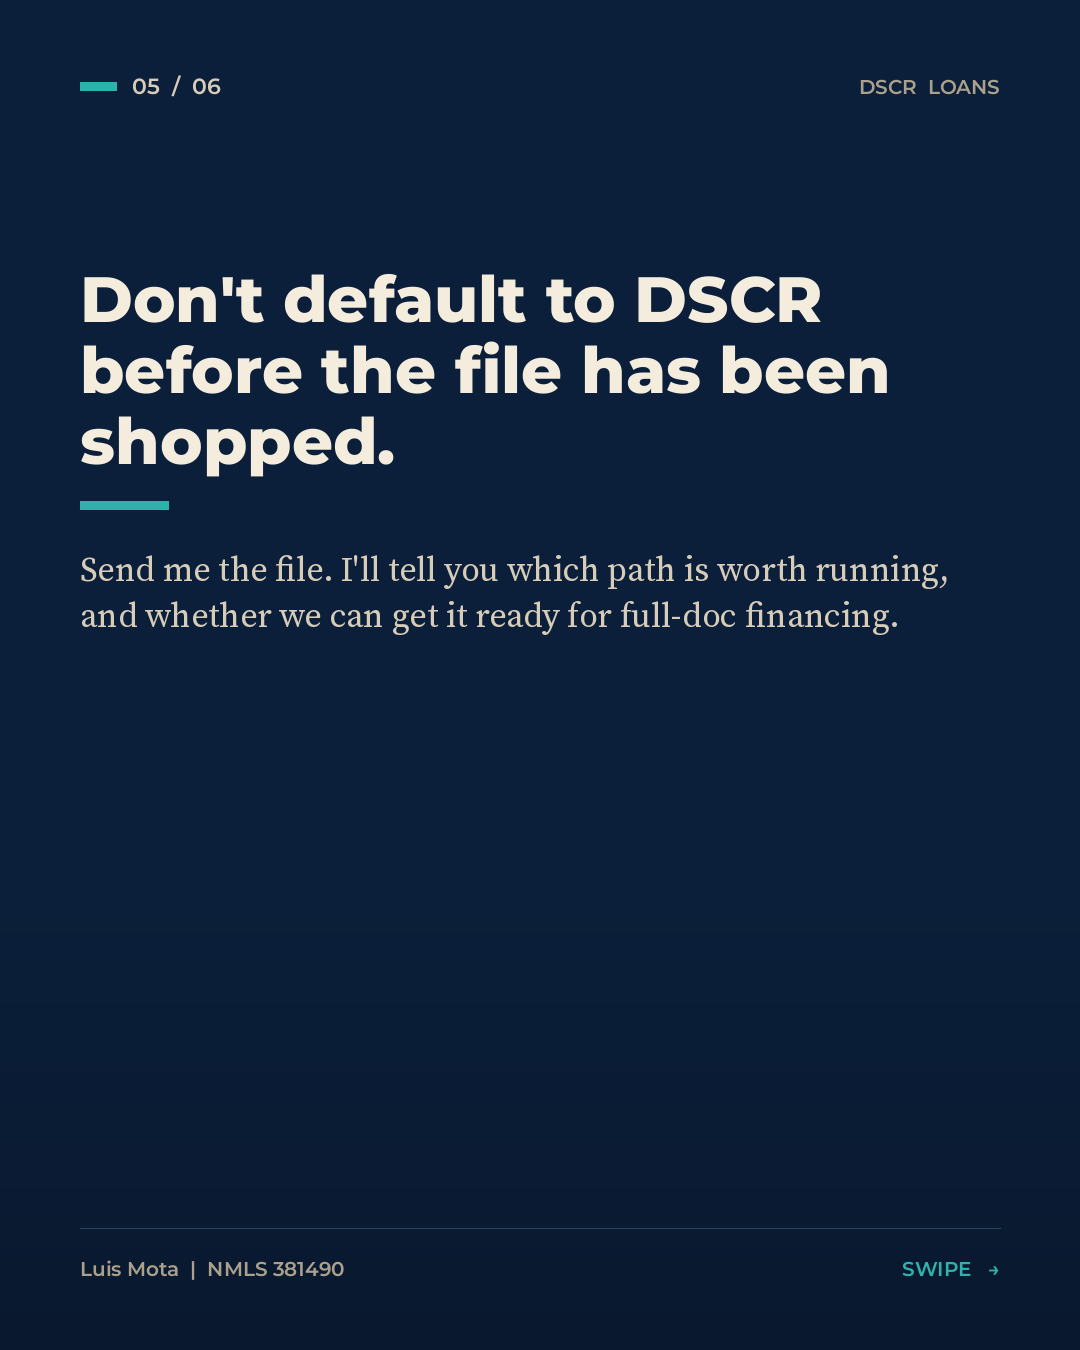 05 / 06
DSCR LOANS
Don't default to DSCR
before the file has been
shopped.
Send me the file. I'll tell you which path is worth running,
and whether we can get it ready for full-doc financing.
Luis Mota | NMLS 381490
SWIPE →